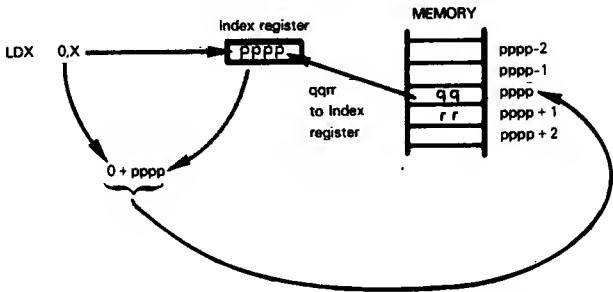 MEMORY
Index register
LDX 0,X
pppp
pppp-2
pppp-1
qq
pppp
rr
pppp + 1
pppp + 2
qqrr
to Index
register
0 + pppp